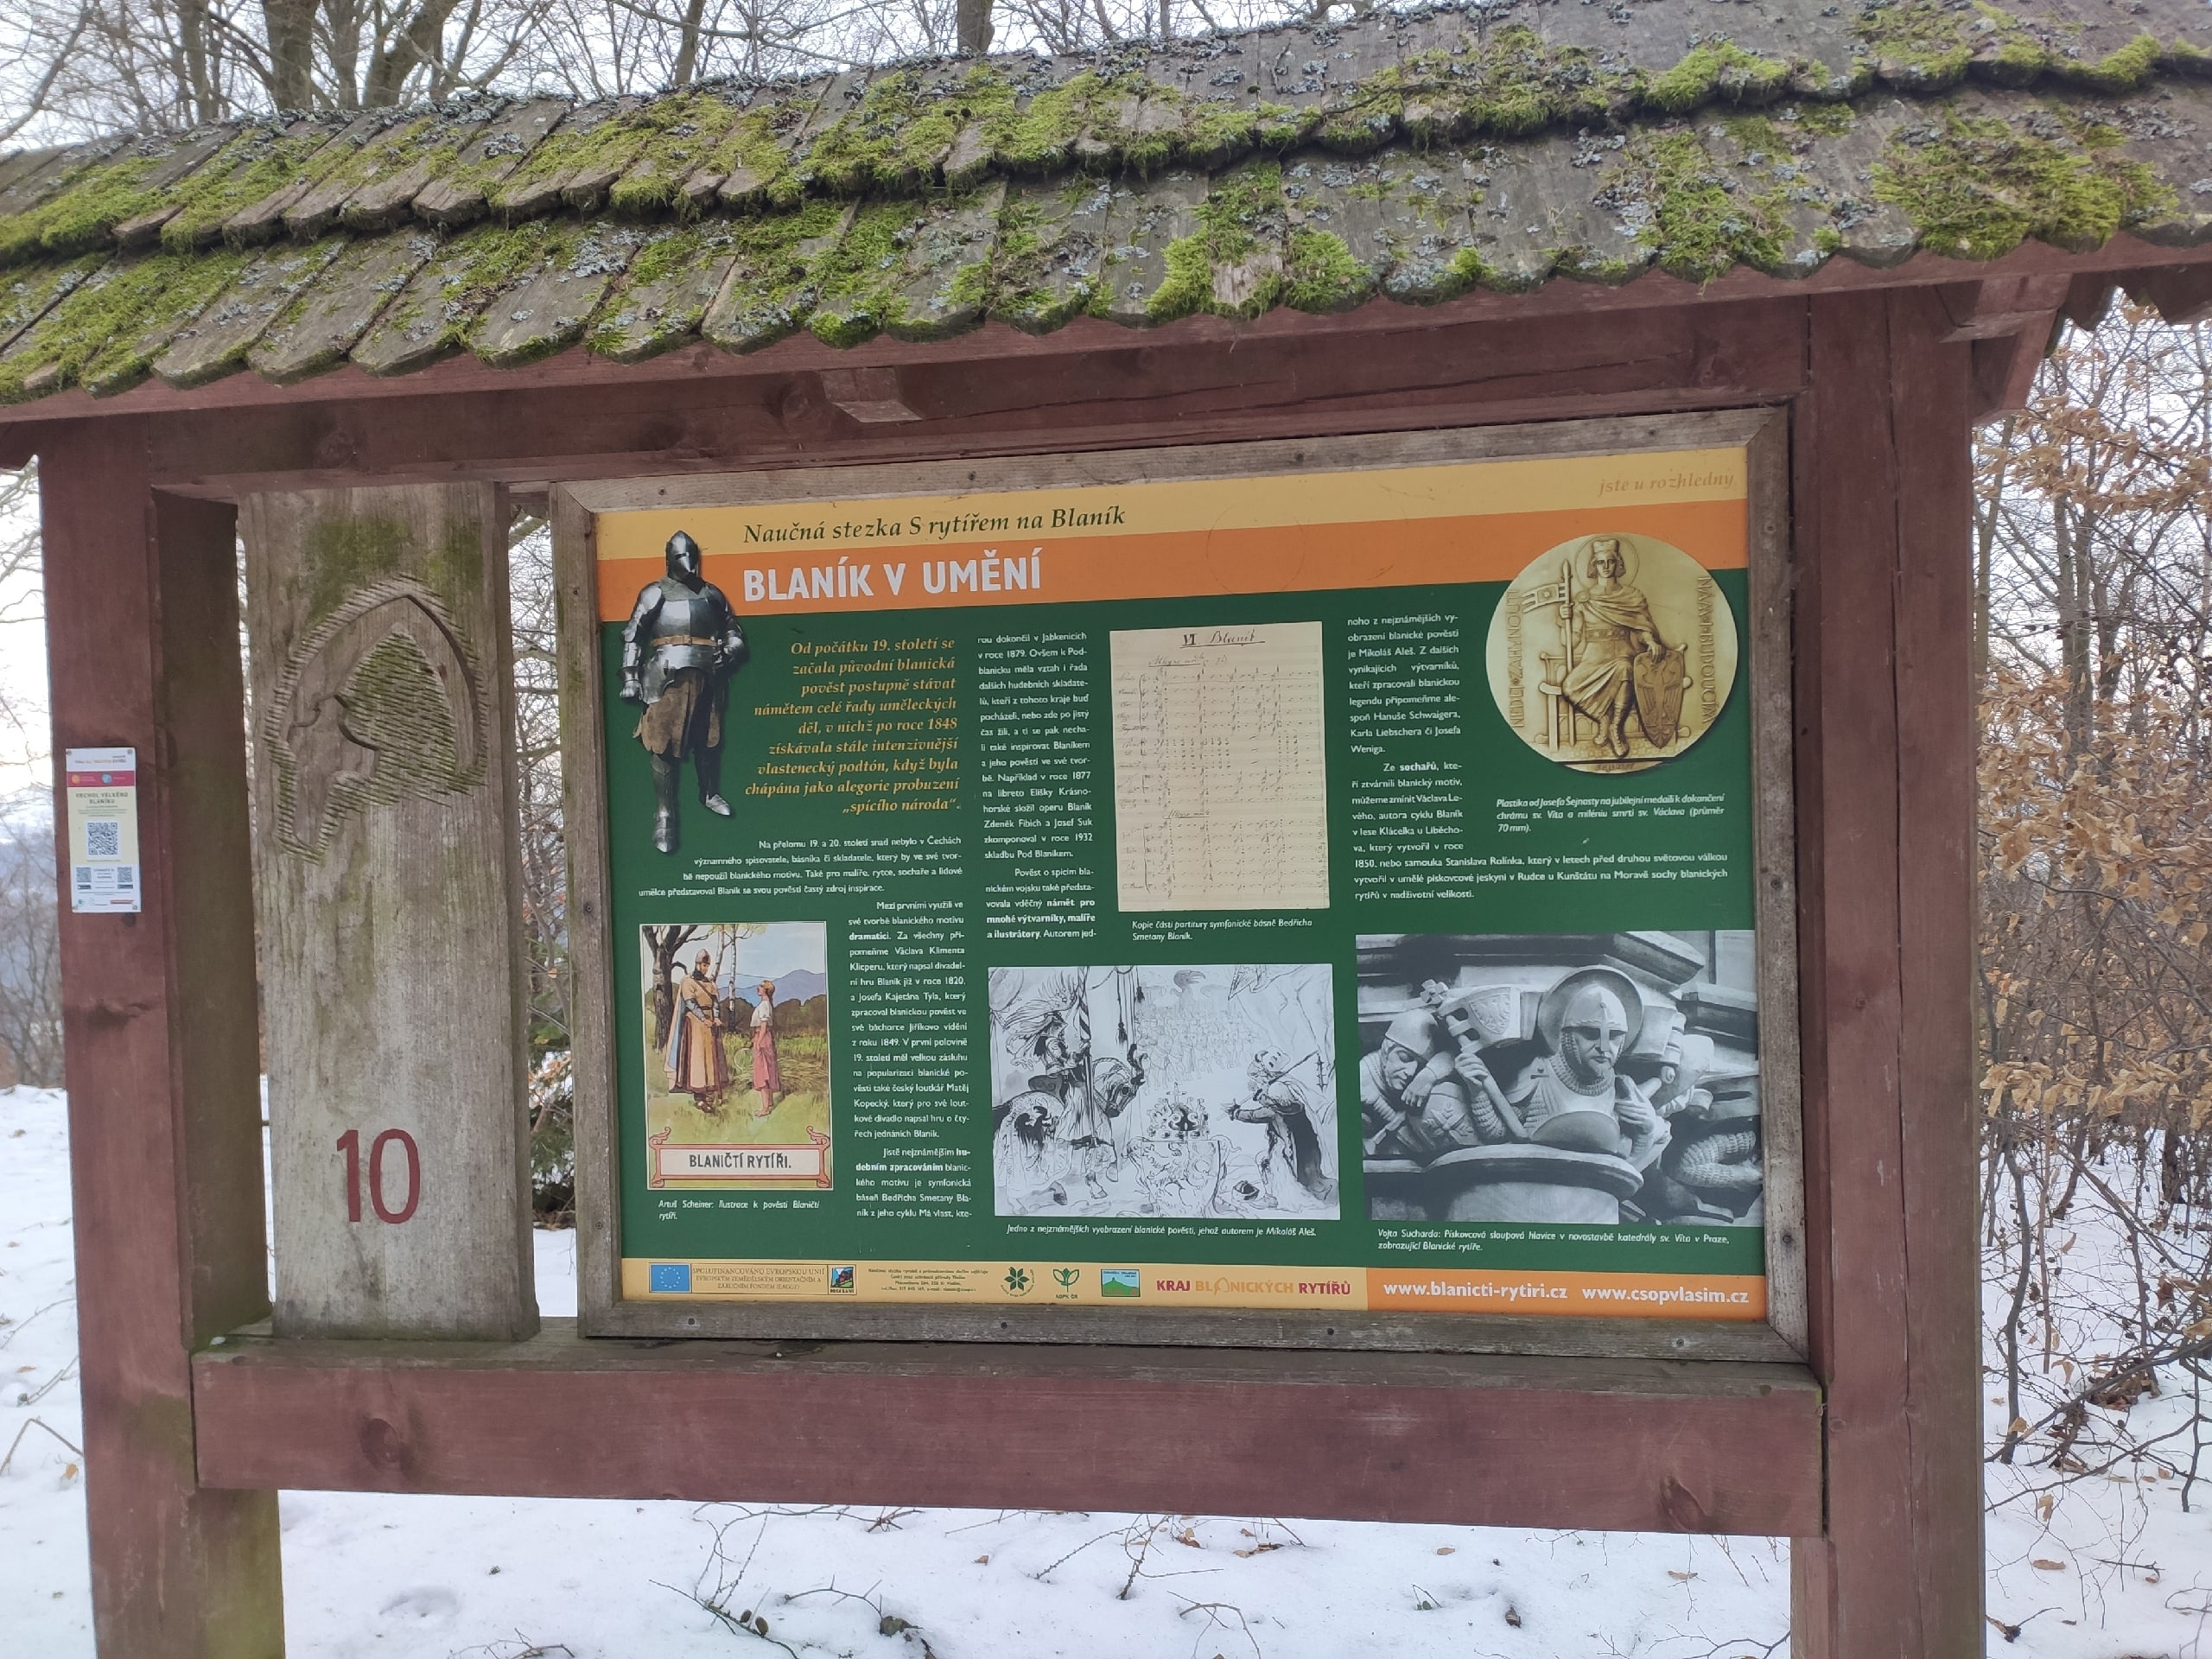 jste u rozhledny
Naučná stezka S rytířem na Blaník
BLANÍK V UMĚNÍ
Od počátku 19. století se
začala původní blanická
pověst postupně stávat
námětem celé řady uměleckých
děl, v nichž po roce 1848
získávala stále intenzivnější
vlastenecký podtón, když byla
chápána jako alegorie probuzení
„spícího národa“.
Na přelomu 19. a 20. století snad nebylo v Čechách
významného spisovatele, básníka či skladatele, který by ve své tvor-
bě nepoužil blanického motivu. Také pro malíře, rytce, sochaře a lidové
umělce představoval Blaník se svou pověstí častý zdroj inspirace.
Mezi prvními využili ve
své tvorbě blanického motivu
dramatici. Za všechny při-
pomeňme Václava Klimenta
Klicperu, který napsal divadel-
ní hru Blaník již v roce 1820,
a Josefa Kajetána Tyla, který
zpracoval blanickou pověst ve
své báchorce Jiříkovo vidění
z roku 1849. V první polovině
19. století měl velkou zásluhu
na popularizaci blanické po-
věsti také český loutkář Matěj
Kopecký, který pro své lout-
kové divadlo napsal hru o čty-
řech jednáních Blaník.
Jistě nejznámějším hu-
debním zpracováním blanic-
kého motivu je symfonická
báseň Bedřicha Smetany Bla-
ník z jeho cyklu Má vlast, kte-
BLANIČTÍ RYTÍŘI.
Artuš Scheiner: Ilustrace k pověsti Blaničtí
rytíři.
rou dokončil v Jabkenicích
v roce 1879. Ovšem k Pod-
blanicku měla vztah i řada
dalších hudebních skladate-
lů, kteří z tohoto kraje buď
pocházeli, nebo zde po jistý
čas žili, a ti se pak necha-
li také inspirovat Blaníkem
a jeho pověstí ve své tvor-
bě. Například v roce 1877
na libreto Elišky Krásno-
horské složil operu Blaník
Zdeněk Fibich a Josef Suk
zkomponoval v roce 1932
skladbu Pod Blaníkem.
Pověst o spícím bla-
nickém vojsku také předsta-
vovala vděčný námět pro
mnohé výtvarníky, malíře
a ilustrátory. Autorem jed-
VI Blaník
Kopie části partitury symfonické básně Bedřicha
Smetany Blaník.
Jedno z nejznámějších vyobrazení blanické pověsti, jehož autorem je Mikoláš Aleš.
noho z nejznámějších vy-
obrazení blanické pověsti
je Mikoláš Aleš. Z dalších
vynikajících výtvarníků,
kteří zpracovali blanickou
legendu připomeňme ale-
spoň Hanuše Schwaigera,
Karla Liebschera či Josefa
Weniga.
Ze sochařů, kte-
ří ztvárnili blanický motiv,
můžeme zmínit Václava Le-
vého, autora cyklu Blaník
v lese Klácelka u Liběcho-
va, který vytvořil v roce
1850, nebo samouka Stanislava Rolínka, který v letech před druhou světovou válkou
vytvořil v umělé pískovcové jeskyni v Rudce u Kunštátu na Moravě sochy blanických
rytířů v nadživotní velikosti.
NEDEJ ZAHYNOUTI
NÁM I BUDOUCÍM
Plastika od Josefa Šejnosty na jubilejní medaili k dokončení
chrámu sv. Víta a miléniu smrti sv. Václava (průměr
70 mm).
Vojta Sucharda: Pískovcová sloupová hlavice v novostavbě katedrály sv. Víta v Praze,
zobrazující Blanické rytíře.
10
VRCHOL VELKÉHO
BLANÍKU
SPOLUFINANCOVÁNO EVROPSKOU UNIÍ
EVROPSKÝM ZEMĚDĚLSKÝM ORIENTAČNÍM A
ZÁRUČNÍM FONDEM (EAGGF)
AOPK ČR
KRAJ BLANICKÝCH RYTÍŘŮ
www.blanicti-rytiri.cz www.csopvlasim.cz